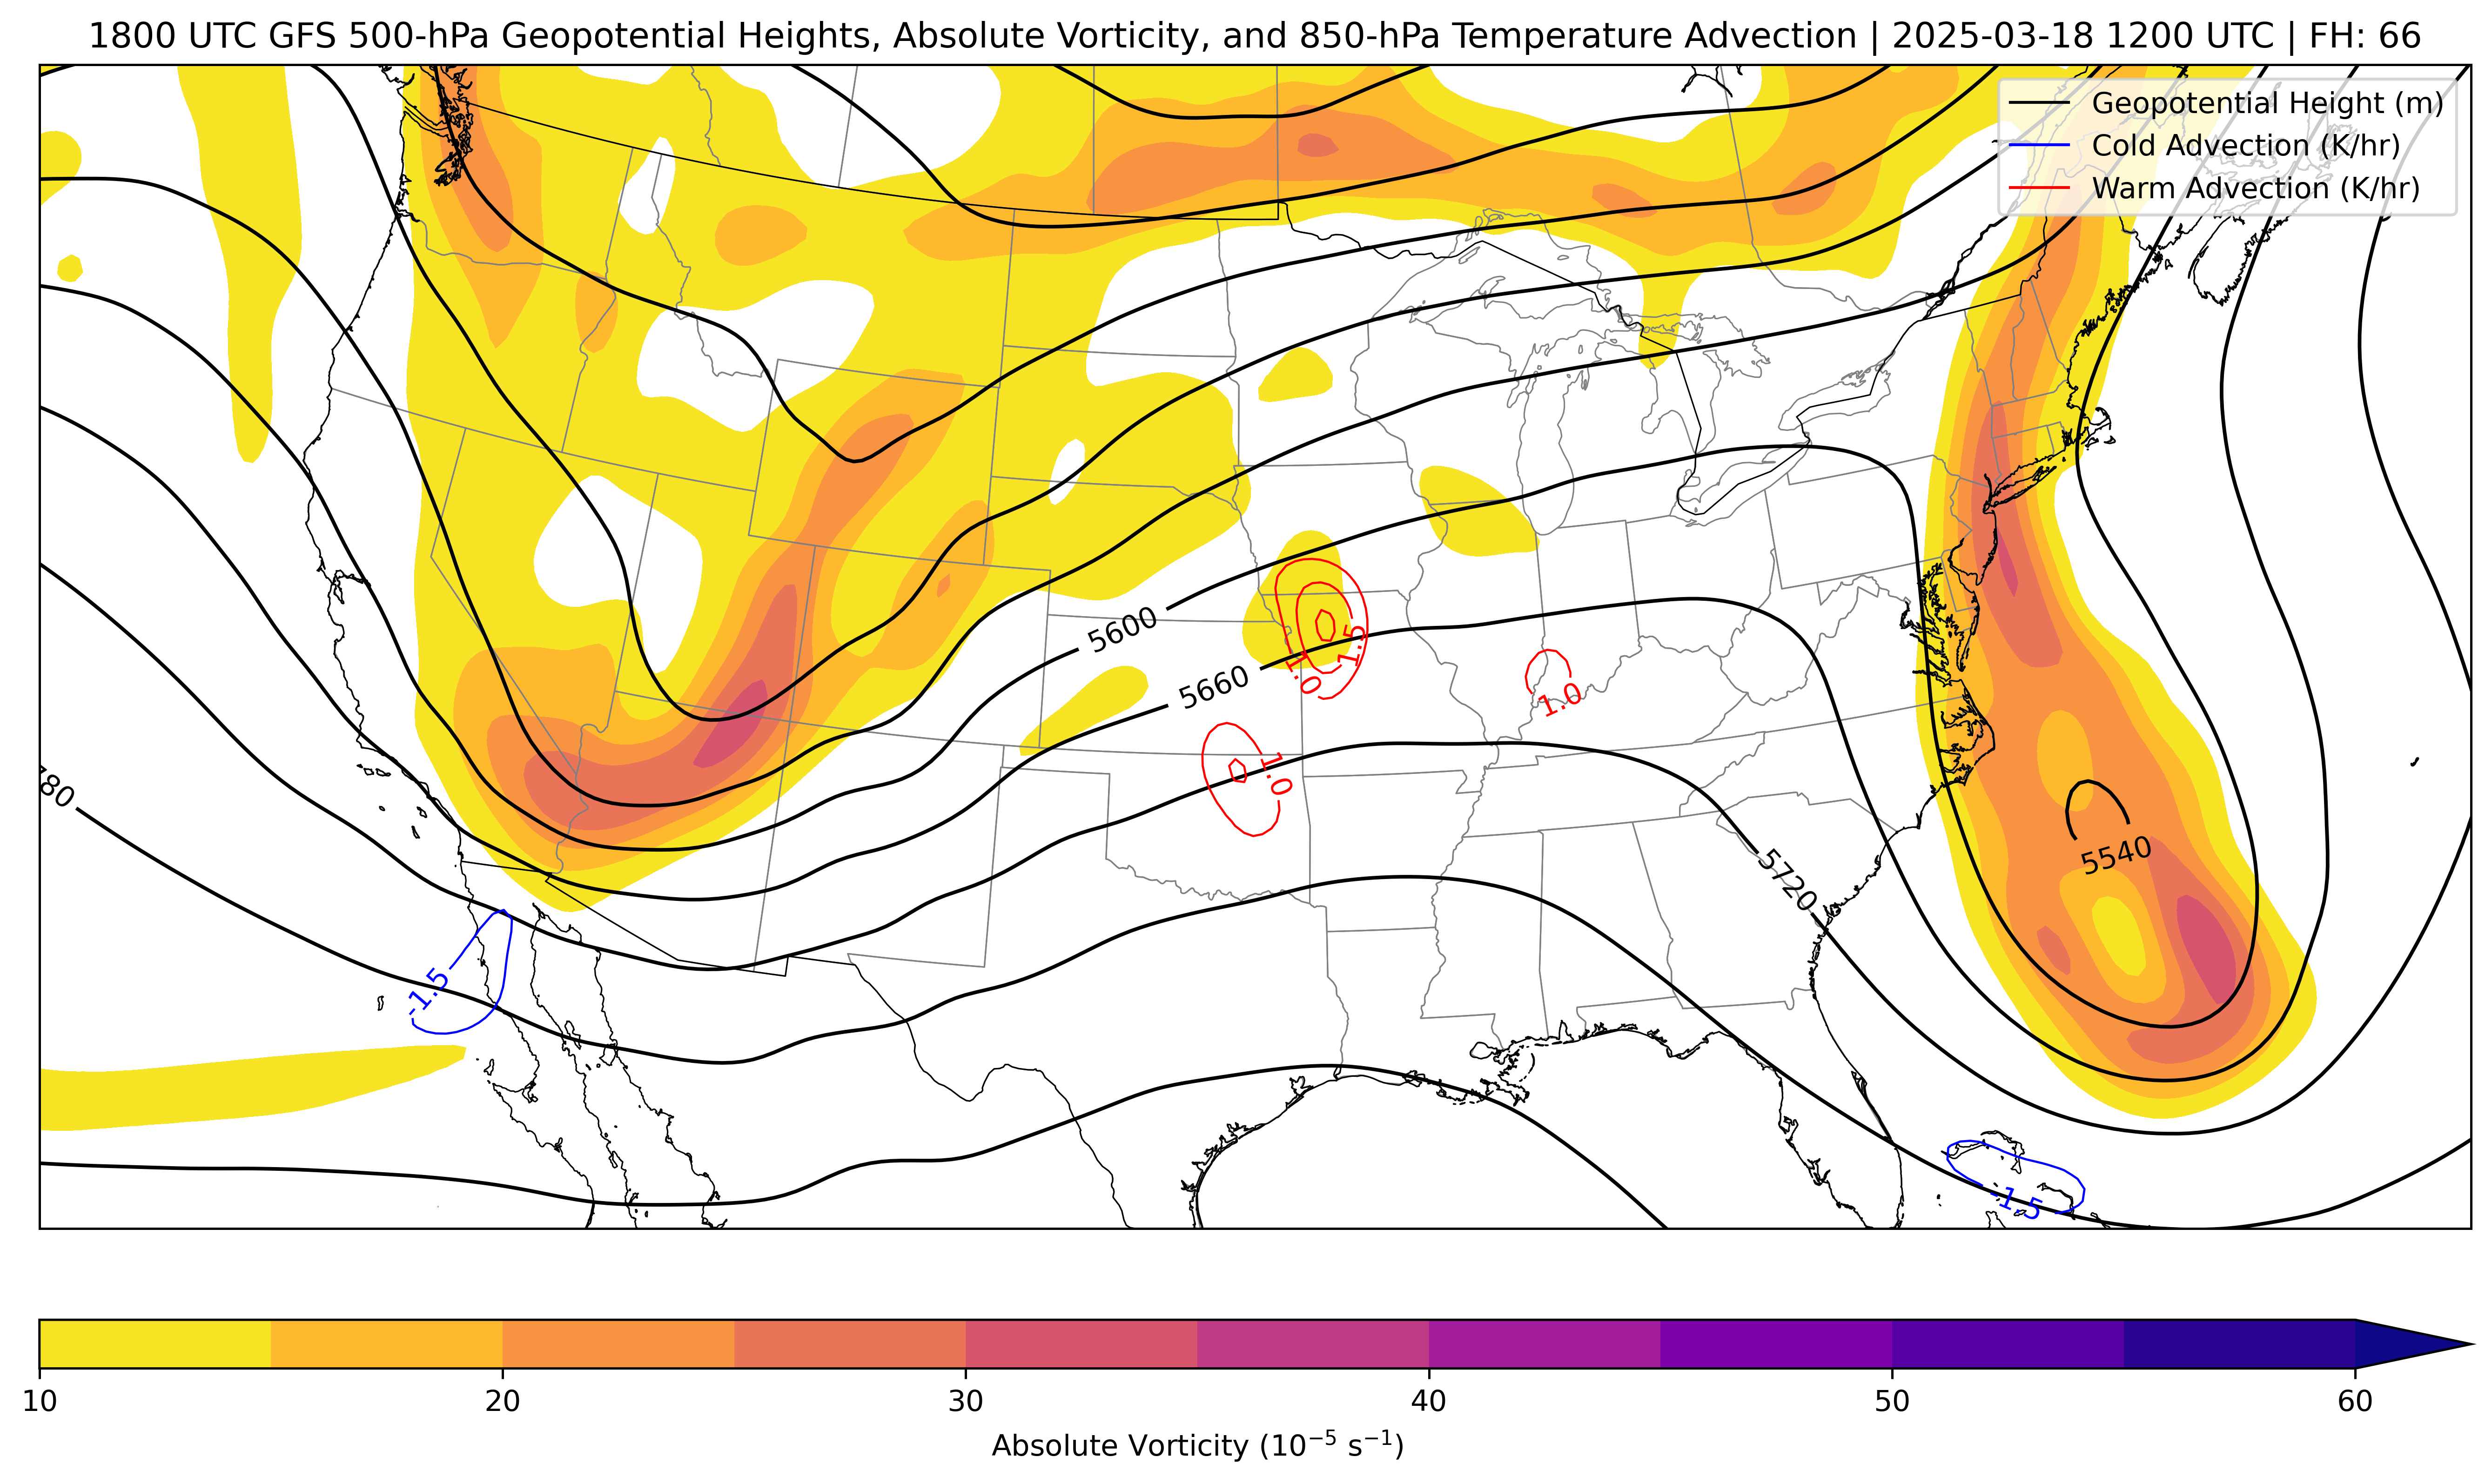 1800 UTC GFS 500-hPa Geopotential Heights, Absolute Vorticity, and 850-hPa Temperature Advection | 2025-03-18 1200 UTC | FH: 66
Geopotential Height (m)
Cold Advection (K/hr)
Warm Advection (K/hr)
5600
1.5
1.0
5660
1.0
1.0
80
5540
5720
-1.5
-1.5
10 20 30 40 50 60
Absolute Vorticity (10⁻⁵ s⁻¹)